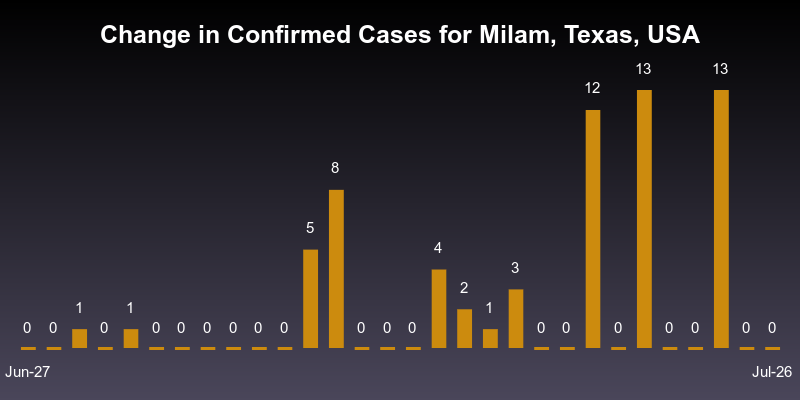 Change in Confirmed Cases for Milam, Texas, USA
0 0 1 0 1 0 0 0 0 0 0 5 8 0 0 0 4 2 1 3 0 0 12 0 13 0 0 13 0 0
Jun-27 Jul-26